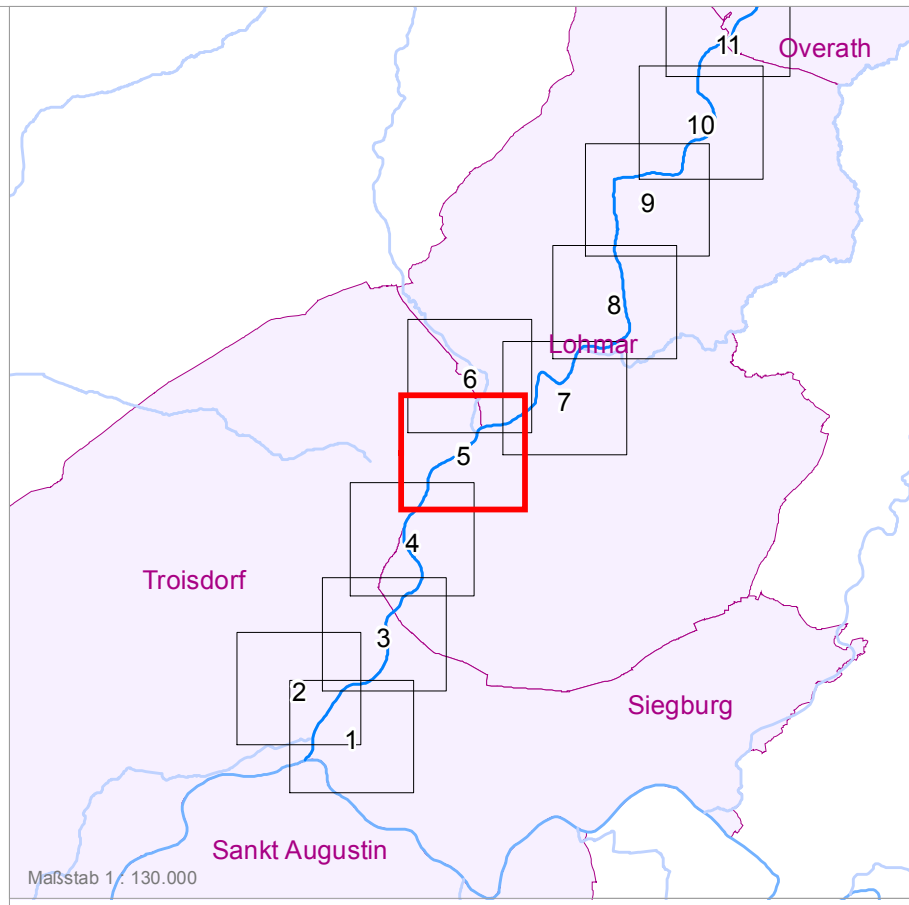 11
Overath
10
9
8
Lohmar
6
7
5
4
Troisdorf
3
2
Siegburg
1
Sankt Augustin
Maßstab 1 : 130.000